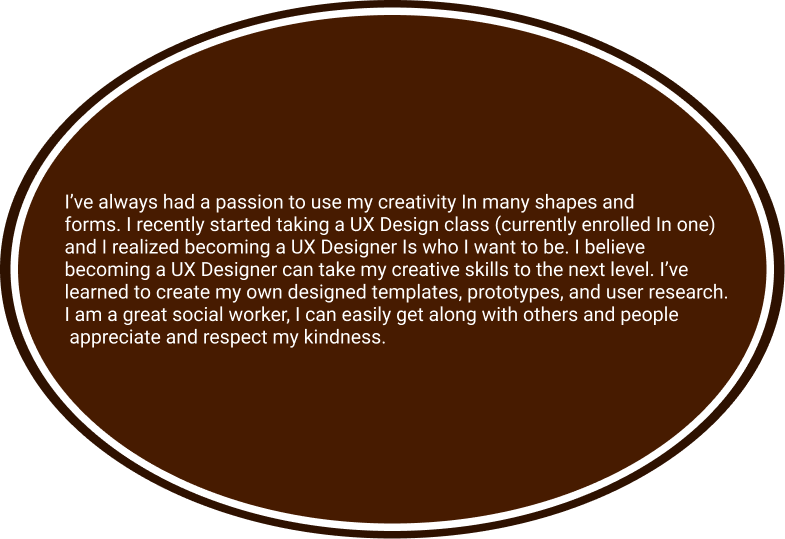 I’ve always had a passion to use my creativity In many shapes and
forms. I recently started taking a UX Design class (currently enrolled In one)
and I realized becoming a UX Designer Is who I want to be. I believe
becoming a UX Designer can take my creative skills to the next level. I’ve
learned to create my own designed templates, prototypes, and user research.
I am a great social worker, I can easily get along with others and people
appreciate and respect my kindness.